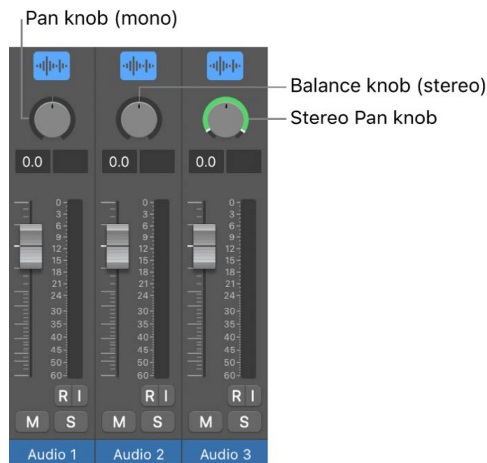 Pan knob (mono)
Balance knob (stereo)
Stereo Pan knob
0.0 0.0 0.0
0 0 0
3 3 3
6 6 6
9 9 9
12 12 12
15 15 15
18 18 18
21 21 21
24 24 24
30 30 30
35 35 35
40 40 40
45 45 45
50 50 50
60 60 60
R I R I R I
M S M S M S
Audio 1 Audio 2 Audio 3